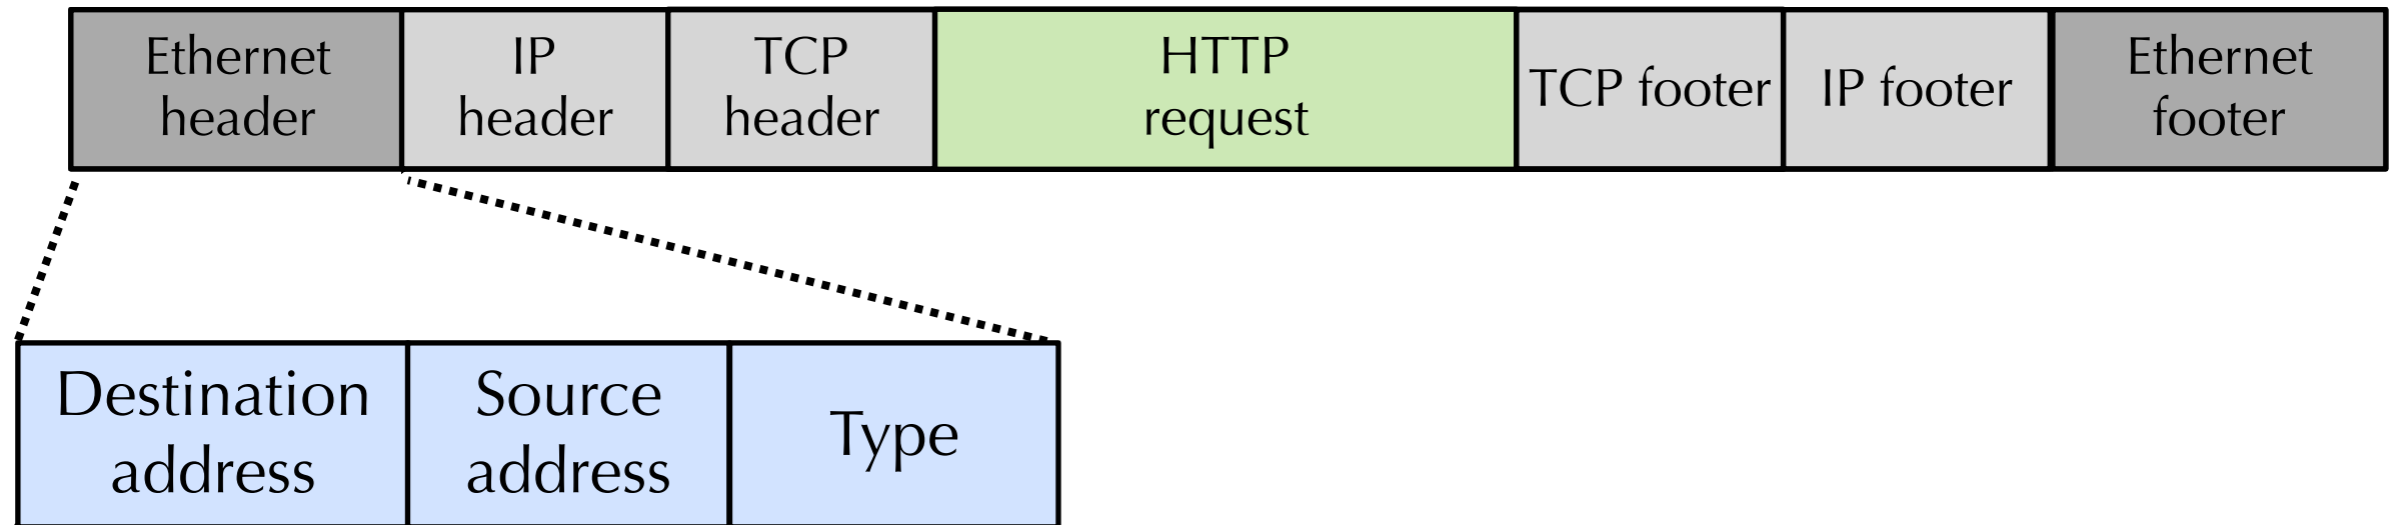 Ethernet
header
IP
header
TCP
header
HTTP
request
TCP footer
IP footer
Ethernet
footer
Destination
address
Source
address
Type